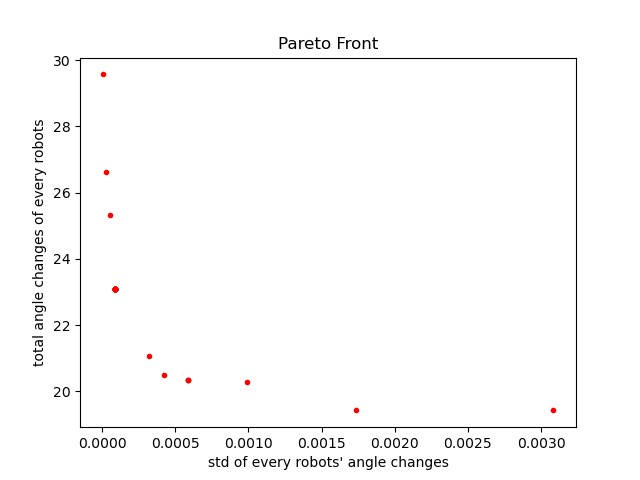 Pareto Front
30
28
26
24
22
20
total angle changes of every robots
0.0000 0.0005 0.0010 0.0015 0.0020 0.0025 0.0030
std of every robots' angle changes